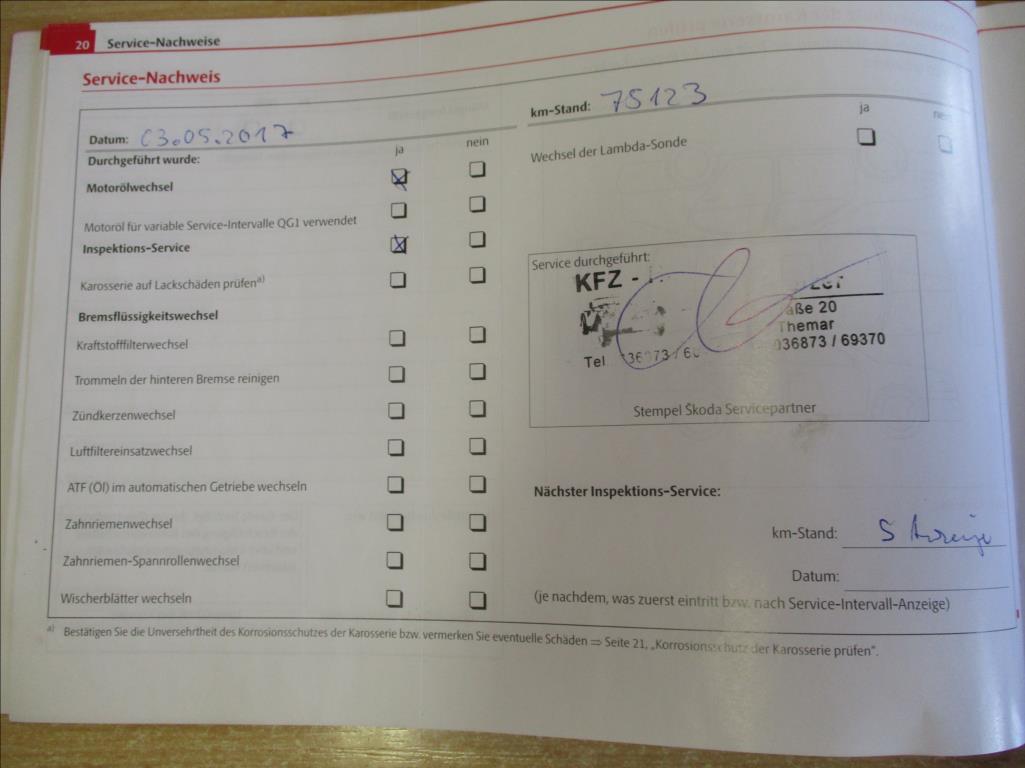 20 Service-Nachweise
Service-Nachweis
Datum: 03.05.2017
km-Stand: 75123
Durchgeführt wurde:
ja nein
ja nein
Motorölwechsel
Wechsel der Lambda-Sonde
Motoröl für variable Service-Intervalle QG1 verwendet
Inspektions-Service
Karosserie auf Lackschäden prüfen a)
Bremsflüssigkeitswechsel
Kraftstofffilterwechsel
Trommeln der hinteren Bremse reinigen
Zündkerzenwechsel
Luftfiltereinsatzwechsel
ATF (Öl) im automatischen Getriebe wechseln
Zahnriemenwechsel
Zahnriemen-Spannrollenwechsel
Wischerblätter wechseln
Service durchgeführt:
KFZ -
aße 20
Themar
Tel 036873 / 69370
Stempel Škoda Servicepartner
Nächster Inspektions-Service:
km-Stand: S Anzeige
Datum:
(je nachdem, was zuerst eintritt bzw. nach Service-Intervall-Anzeige)
a) Bestätigen Sie die Unversehrtheit des Korrosionsschutzes der Karosserie bzw. vermerken Sie eventuelle Schäden ⇒ Seite 21, „Korrosionsschutz der Karosserie prüfen“.